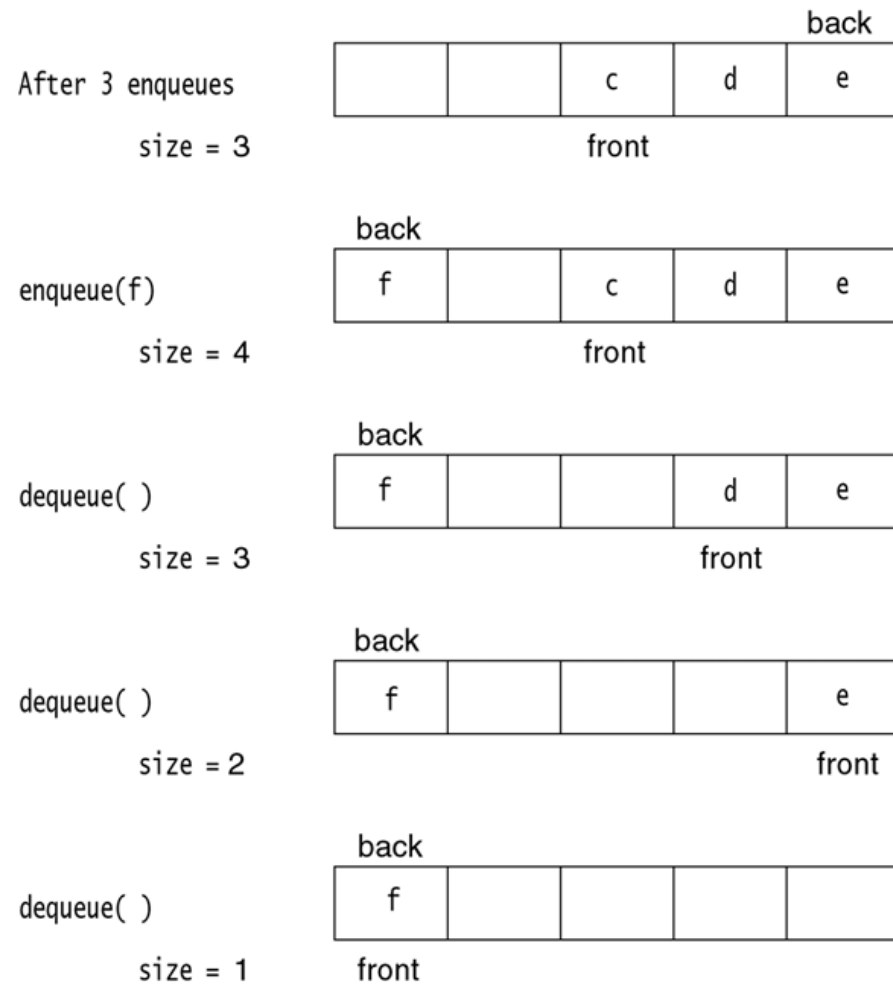 back
After 3 enqueues c d e
size = 3 front
back
enqueue(f) f c d e
size = 4 front
back
dequeue( ) f d e
size = 3 front
back
dequeue( ) f e
size = 2 front
back
dequeue( ) f
size = 1 front